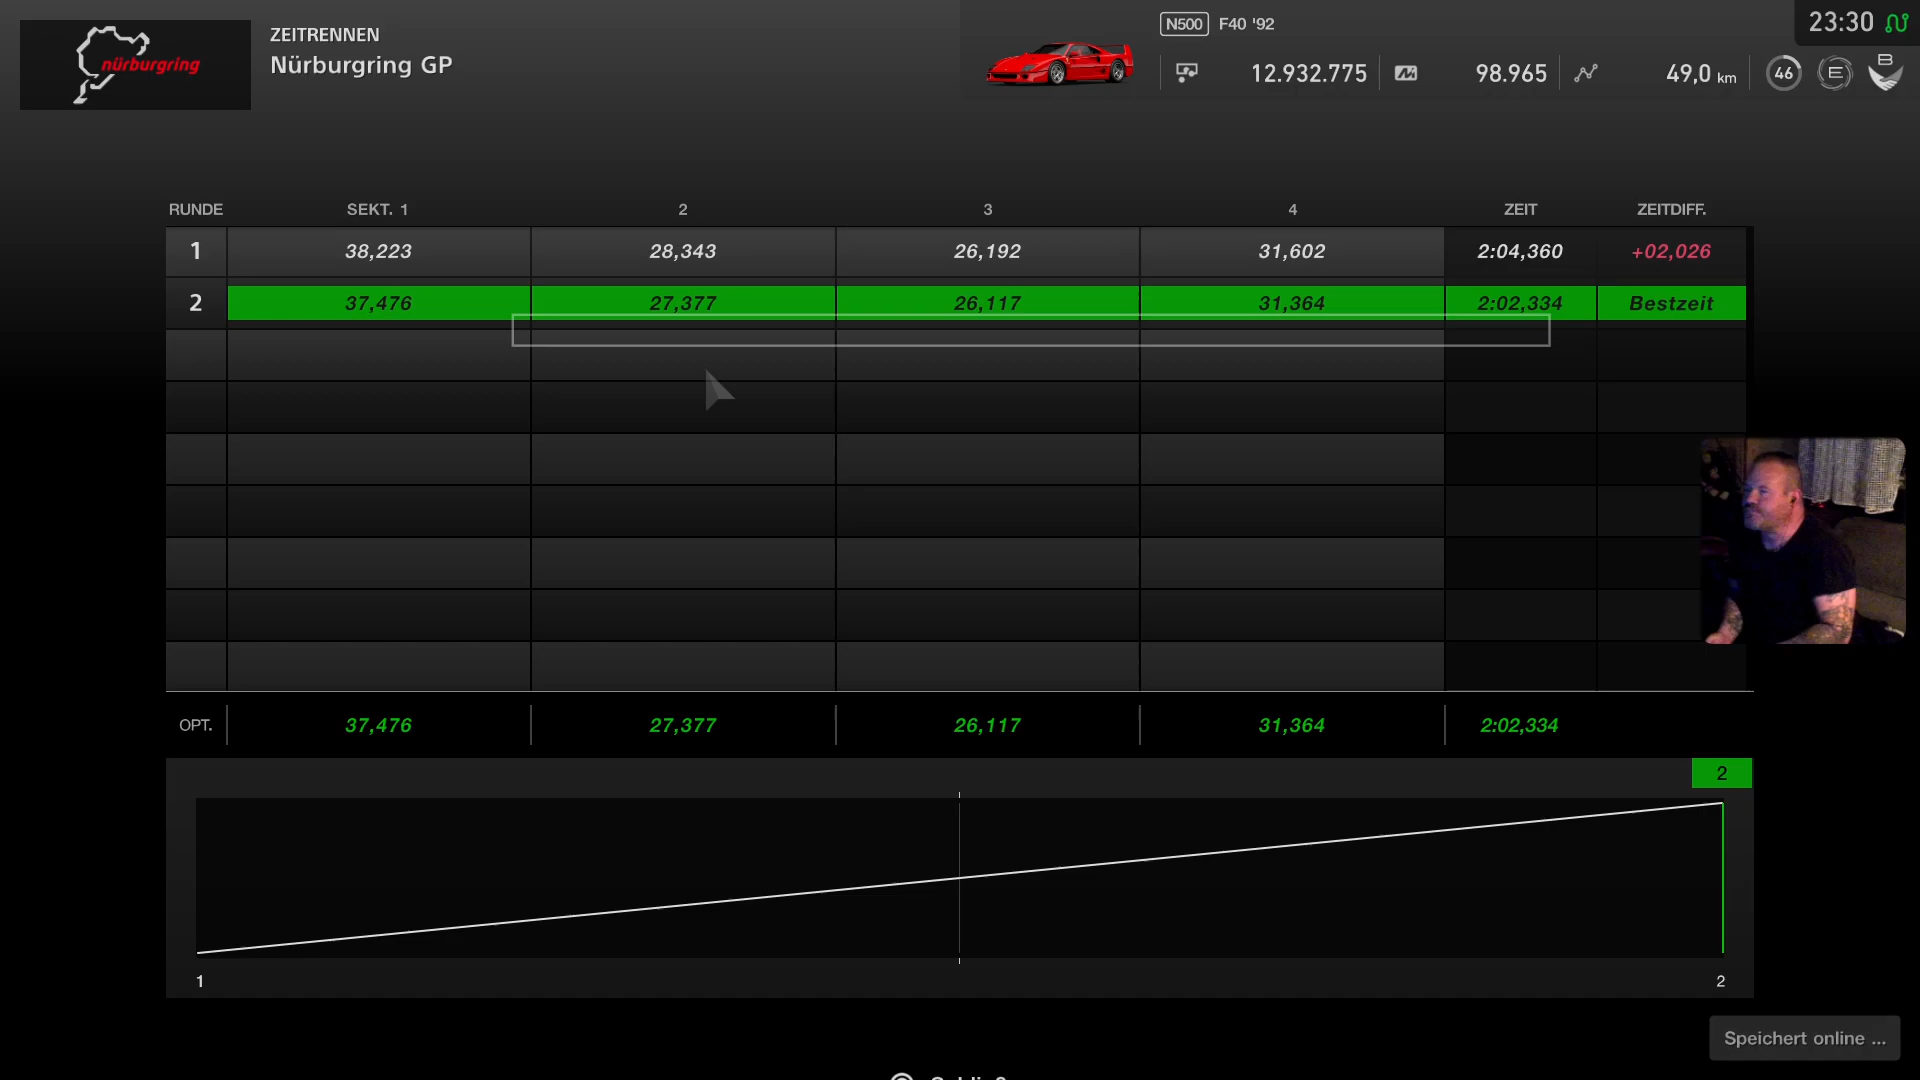 nürburgring
ZEITRENNEN
Nürburgring GP
N500 F40 '92
12.932.775
98.965
49,0 km
23:30
46
E
B
RUNDE SEKT. 1 2 3 4 ZEIT ZEITDIFF.
1 38,223 28,343 26,192 31,602 2:04,360 +02,026
2 37,476 27,377 26,117 31,364 2:02,334 Bestzeit
OPT. 37,476 27,377 26,117 31,364 2:02,334
2
1 2
Speichert online ...